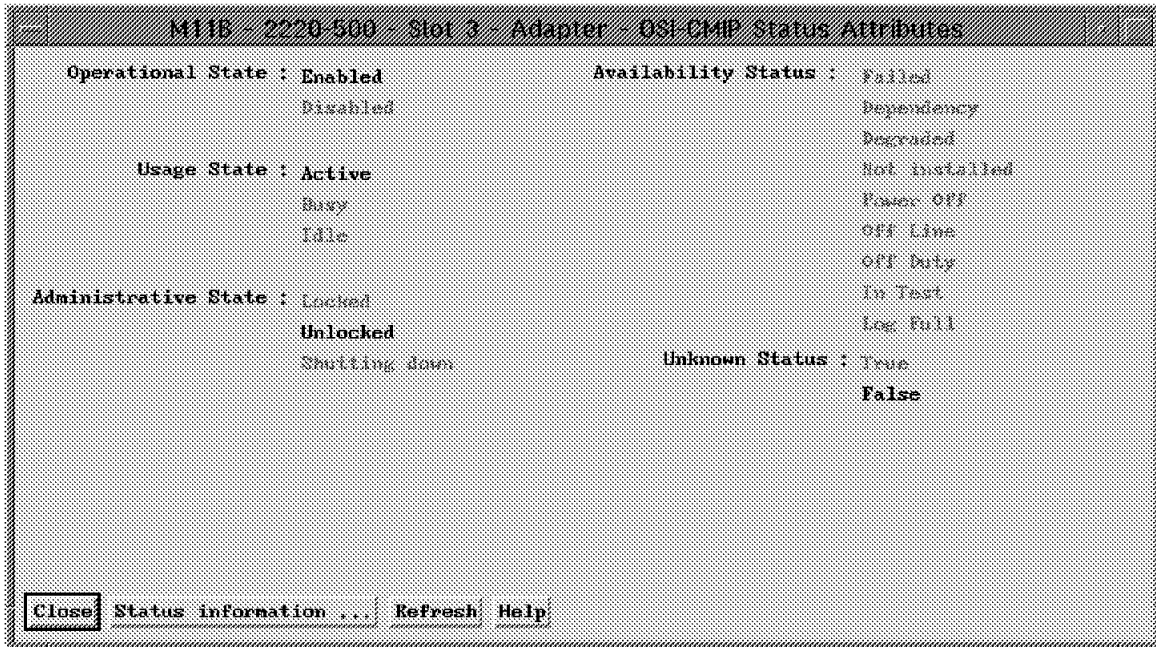 M11B - 2220-500 - Slot 3 - Adapter - OSI-CMIP Status Attributes
Operational State : Enabled
Disabled
Usage State : Active
Busy
Idle
Administrative State : Locked
Unlocked
Shutting down
Availability Status : Failed
Dependency
Degraded
Not installed
Power Off
Off Line
Off Duty
In Test
Log Full
Unknown Status : True
False
Close Status information ... Refresh Help